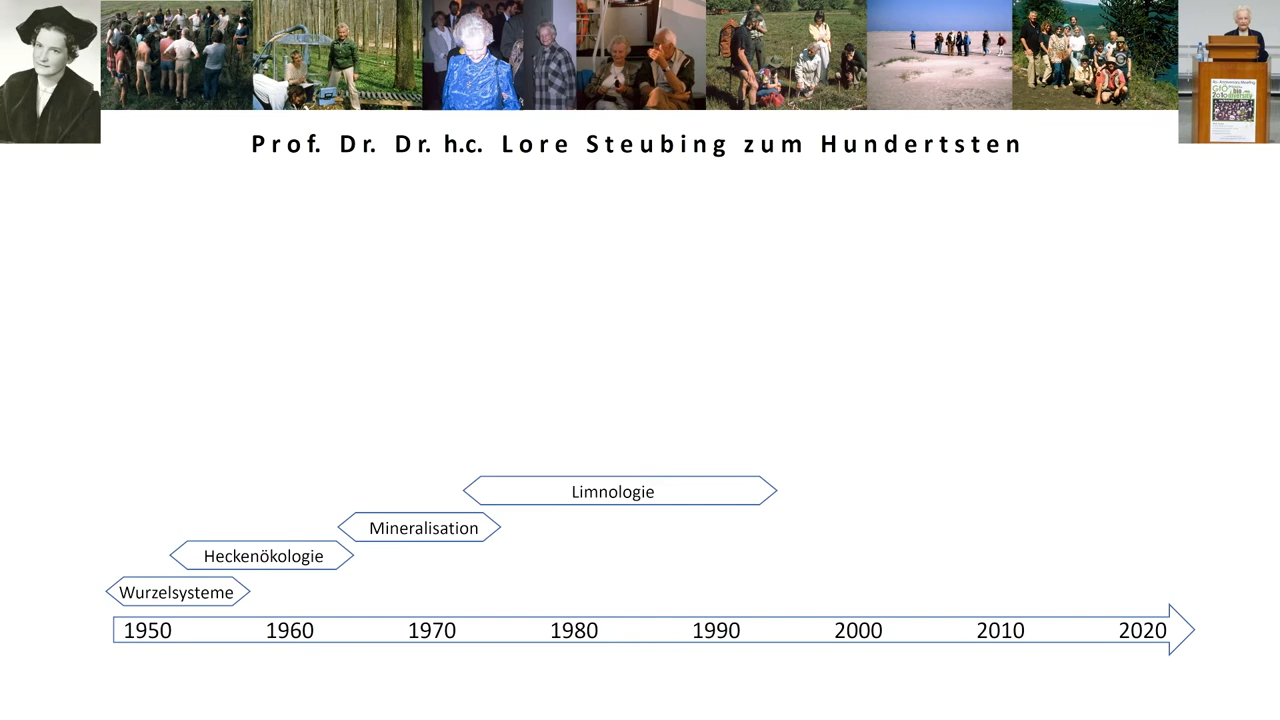 Prof. Dr. Dr. h.c. Lore Steubing zum Hundertsten
Limnologie
Mineralisation
Heckenökologie
Wurzelsysteme
1950 1960 1970 1980 1990 2000 2010 2020